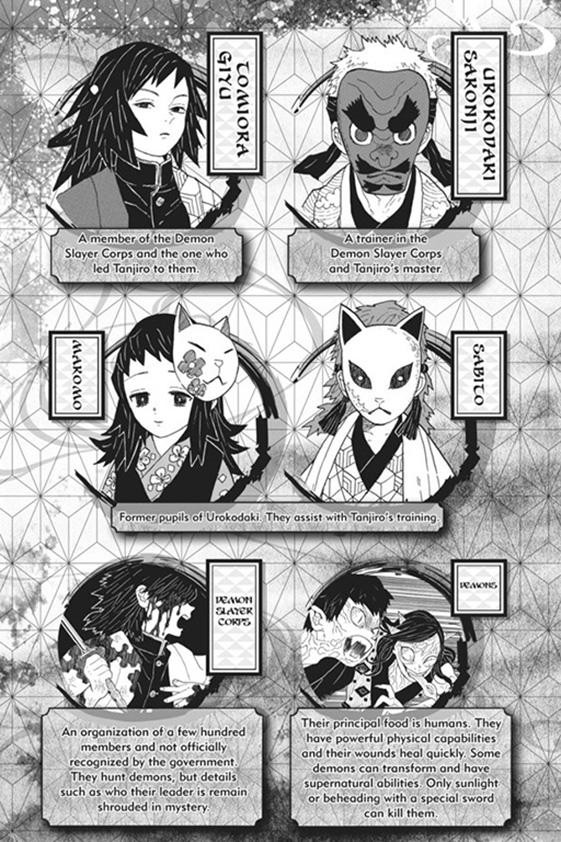 TOMIOKA
GIYU
A member of the Demon
Slayer Corps and the one who
led Tanjiro to them.
UROKODAKI
SAKONJI
A trainer in the
Demon Slayer Corps
and Tanjiro's master.
MAKOMO
SABITO
Former pupils of Urokodaki. They assist with Tanjiro's training.
DEMON
SLAYER
CORPS
An organization of a few hundred
members and not officially
recognized by the government.
They hunt demons, but details
such as who their leader is remain
shrouded in mystery.
DEMONS
Their principal food is humans. They
have powerful physical capabilities
and their wounds heal quickly. Some
demons can transform and have
supernatural abilities. Only sunlight
or beheading with a special sword
can kill them.